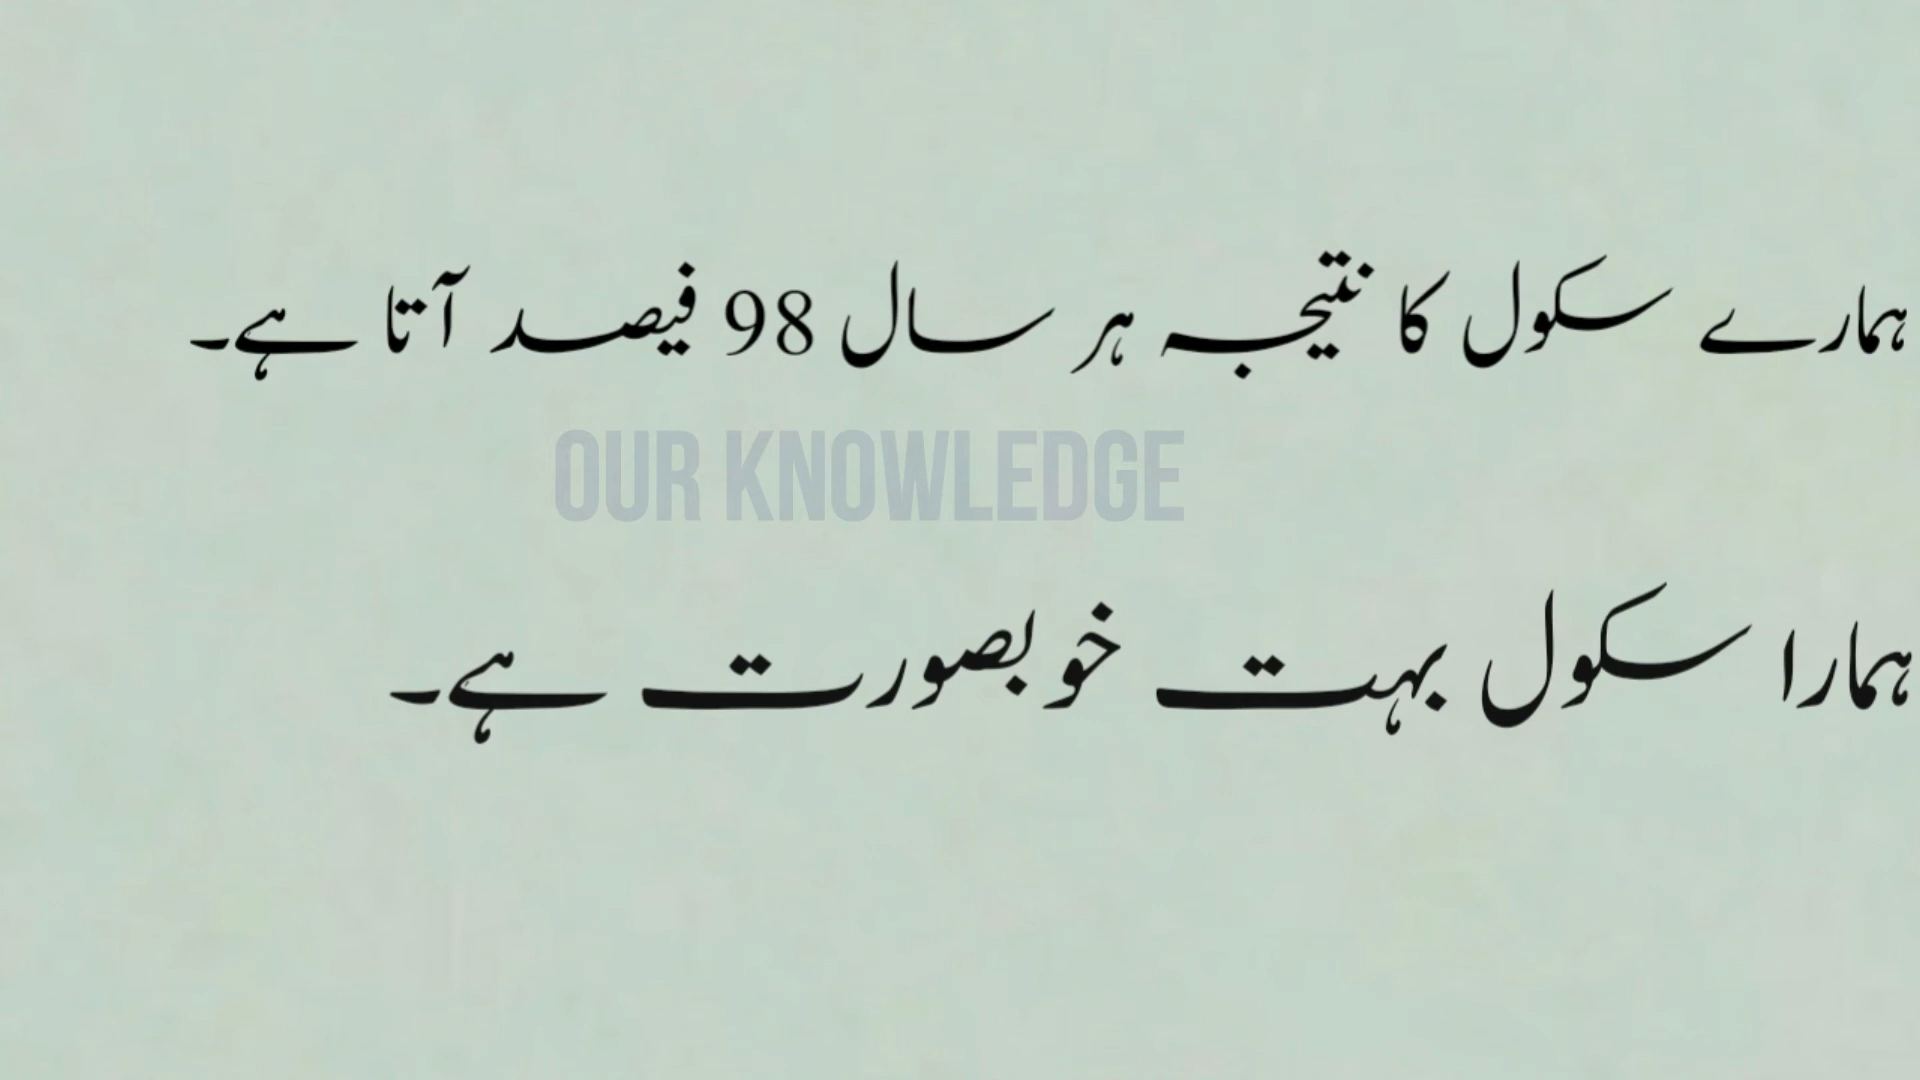 ہمارے سکول کا نتیجہ ہر سال 98 فیصد آتا ہے۔
OUR KNOWLEDGE
ہمارا سکول بہت خوبصورت ہے۔